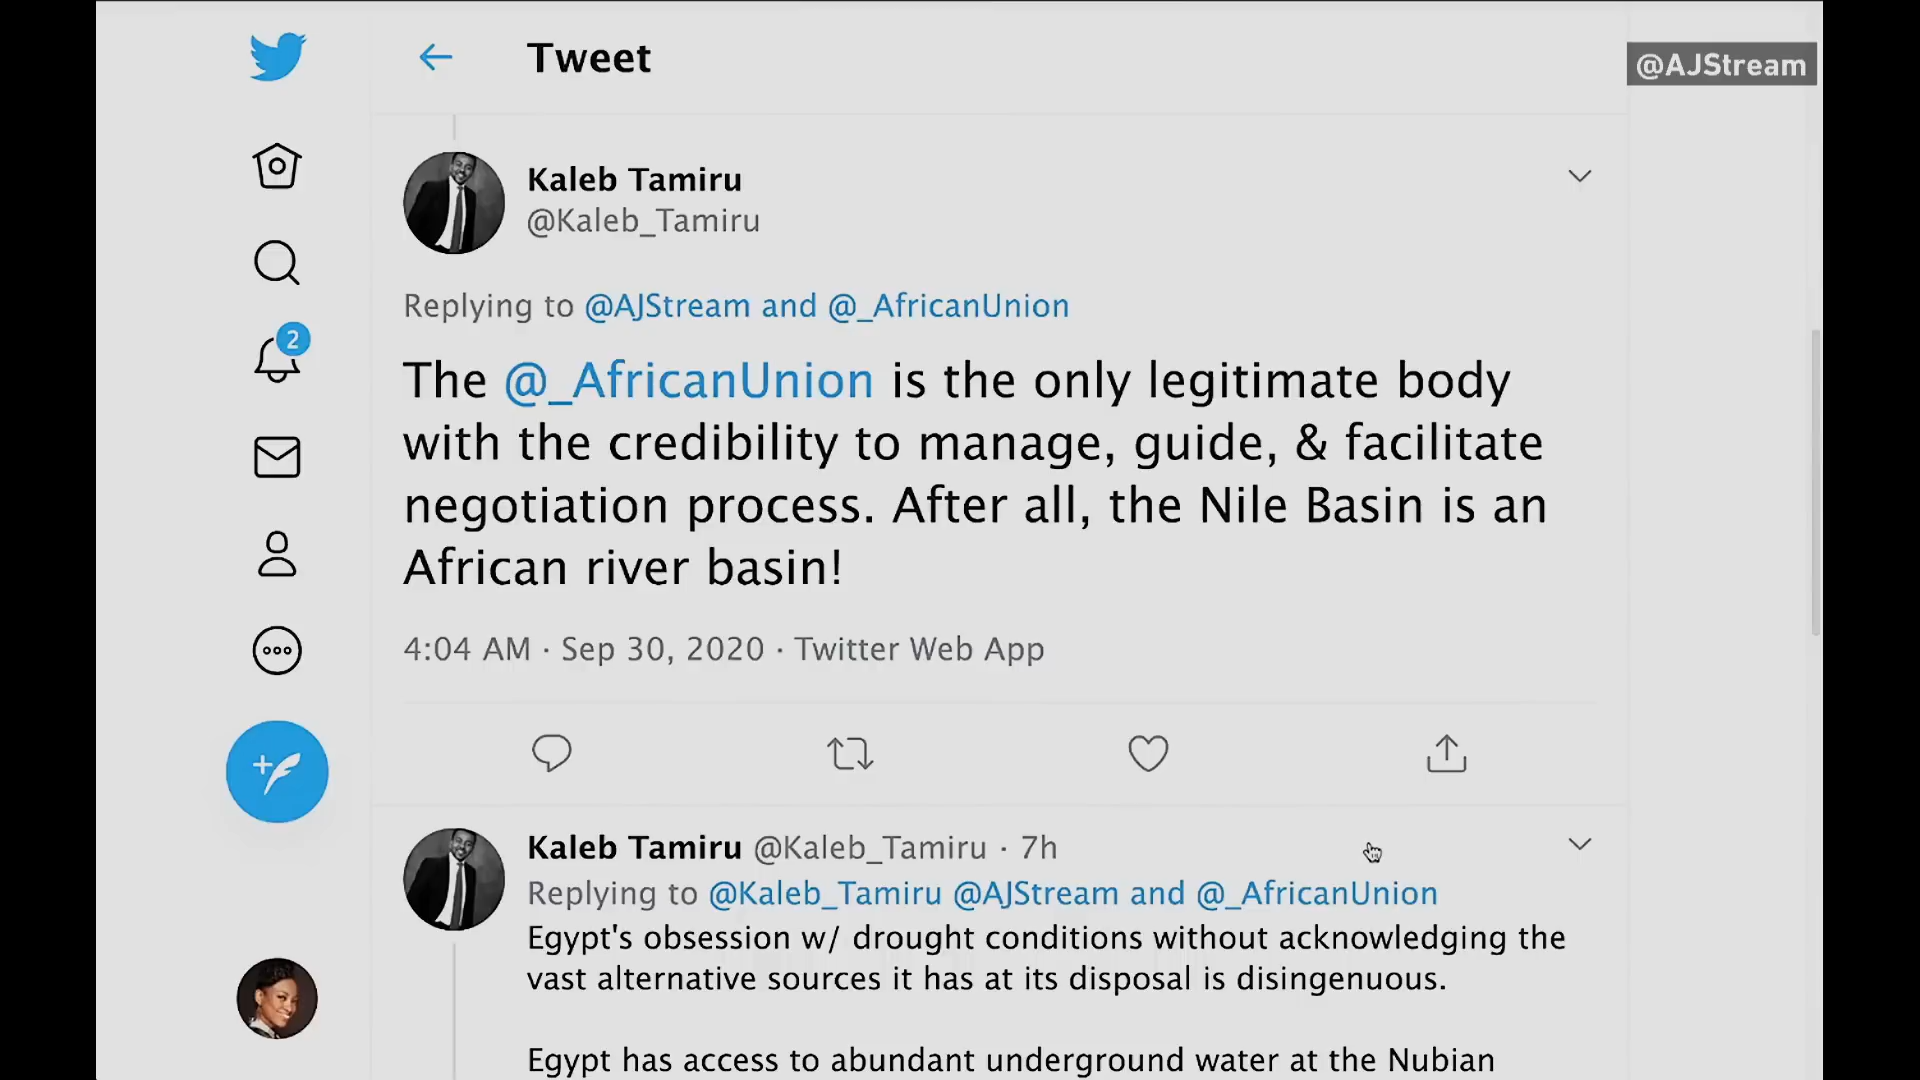 Tweet
@AJStream
Kaleb Tamiru
@Kaleb_Tamiru
Replying to @AJStream and @_AfricanUnion
The @_AfricanUnion is the only legitimate body
with the credibility to manage, guide, & facilitate
negotiation process. After all, the Nile Basin is an
African river basin!
4:04 AM · Sep 30, 2020 · Twitter Web App
2
Kaleb Tamiru @Kaleb_Tamiru · 7h
Replying to @Kaleb_Tamiru @AJStream and @_AfricanUnion
Egypt's obsession w/ drought conditions without acknowledging the
vast alternative sources it has at its disposal is disingenuous.
Egypt has access to abundant underground water at the Nubian